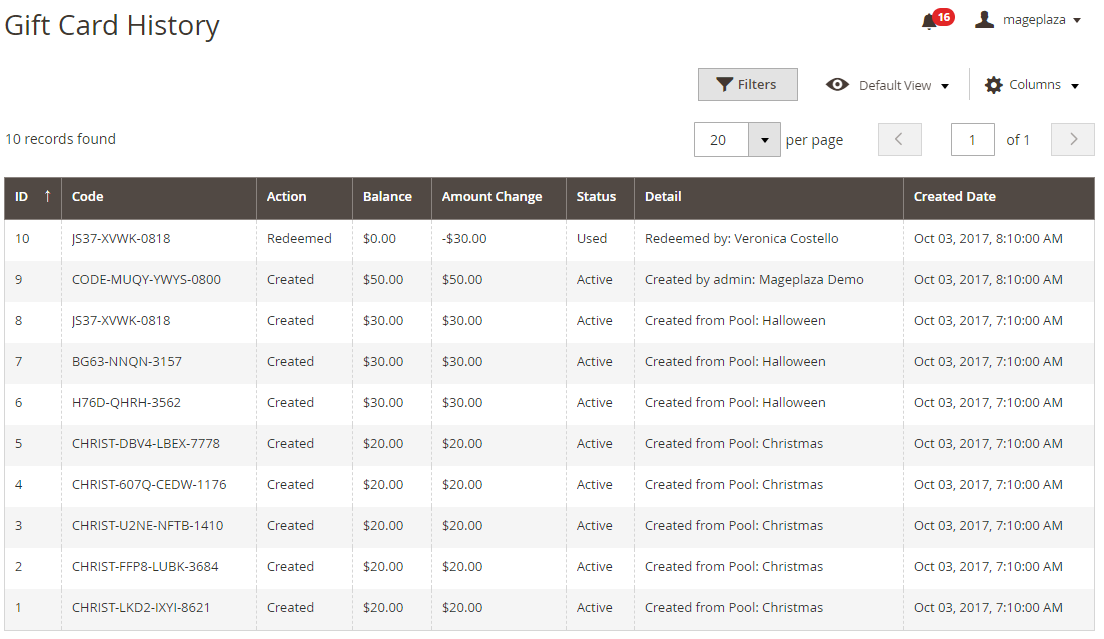 Gift Card History
16
mageplaza
Filters
Default View
Columns
10 records found
20 per page
1 of 1
ID ↑ Code Action Balance Amount Change Status Detail Created Date
10 JS37-XVWK-0818 Redeemed $0.00 -$30.00 Used Redeemed by: Veronica Costello Oct 03, 2017, 8:10:00 AM
9 CODE-MUQY-YWYS-0800 Created $50.00 $50.00 Active Created by admin: Mageplaza Demo Oct 03, 2017, 8:10:00 AM
8 JS37-XVWK-0818 Created $30.00 $30.00 Active Created from Pool: Halloween Oct 03, 2017, 7:10:00 AM
7 BG63-NNQN-3157 Created $30.00 $30.00 Active Created from Pool: Halloween Oct 03, 2017, 7:10:00 AM
6 H76D-QHRH-3562 Created $30.00 $30.00 Active Created from Pool: Halloween Oct 03, 2017, 7:10:00 AM
5 CHRIST-DBV4-LBEX-7778 Created $20.00 $20.00 Active Created from Pool: Christmas Oct 03, 2017, 7:10:00 AM
4 CHRIST-607Q-CEDW-1176 Created $20.00 $20.00 Active Created from Pool: Christmas Oct 03, 2017, 7:10:00 AM
3 CHRIST-U2NE-NFTB-1410 Created $20.00 $20.00 Active Created from Pool: Christmas Oct 03, 2017, 7:10:00 AM
2 CHRIST-FFP8-LUBK-3684 Created $20.00 $20.00 Active Created from Pool: Christmas Oct 03, 2017, 7:10:00 AM
1 CHRIST-LKD2-IXYI-8621 Created $20.00 $20.00 Active Created from Pool: Christmas Oct 03, 2017, 7:10:00 AM